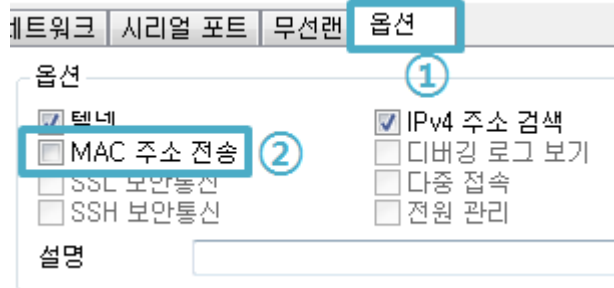 네트워크 시리얼 포트 무선랜 옵션
①
옵션
텔넷 IPv4 주소 검색
MAC 주소 전송 ② 디버깅 로그 보기
SSL 보안통신 다중 접속
SSH 보안통신 전원 관리
설명